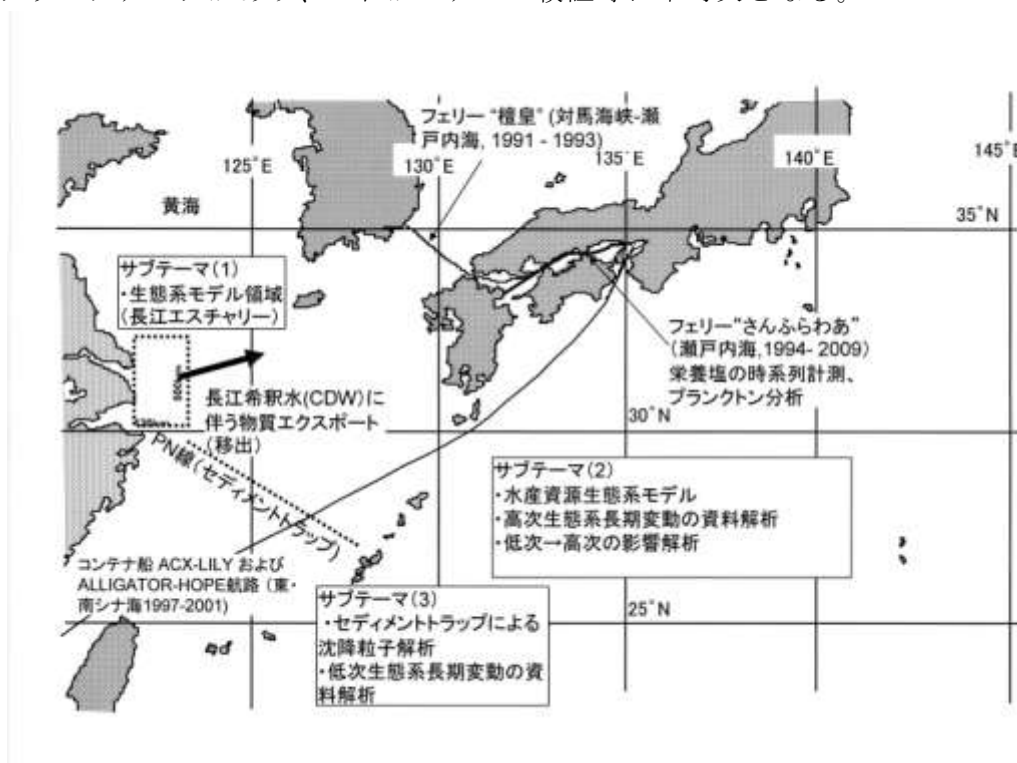 フェリー “檀皇” (対馬海峡-瀬
戸内海, 1991 - 1993)
125˚E
130˚E
135˚E
140˚E
145˚E
黄海
35˚N
サブテーマ(1)
・生態系モデル領域
(長江エスチャリー)
フェリー“さんふらわあ”
(瀬戸内海,1994- 2009)
栄養塩の時系列計測、
プランクトン分析
長江希釈水(CDW)に
伴う物質エクスポート
(移出)
30˚N
PN線(セディメントトラップ)
サブテーマ(2)
・水産資源生態系モデル
・高次生態系長期変動の資料解析
・低次→高次の影響解析
コンテナ船 ACX-LILY および
ALLIGATOR-HOPE航路 (東・
南シナ海1997-2001)
サブテーマ(3)
・セディメントトラップによる
沈降粒子解析
・低次生態系長期変動の資
料解析
25˚N